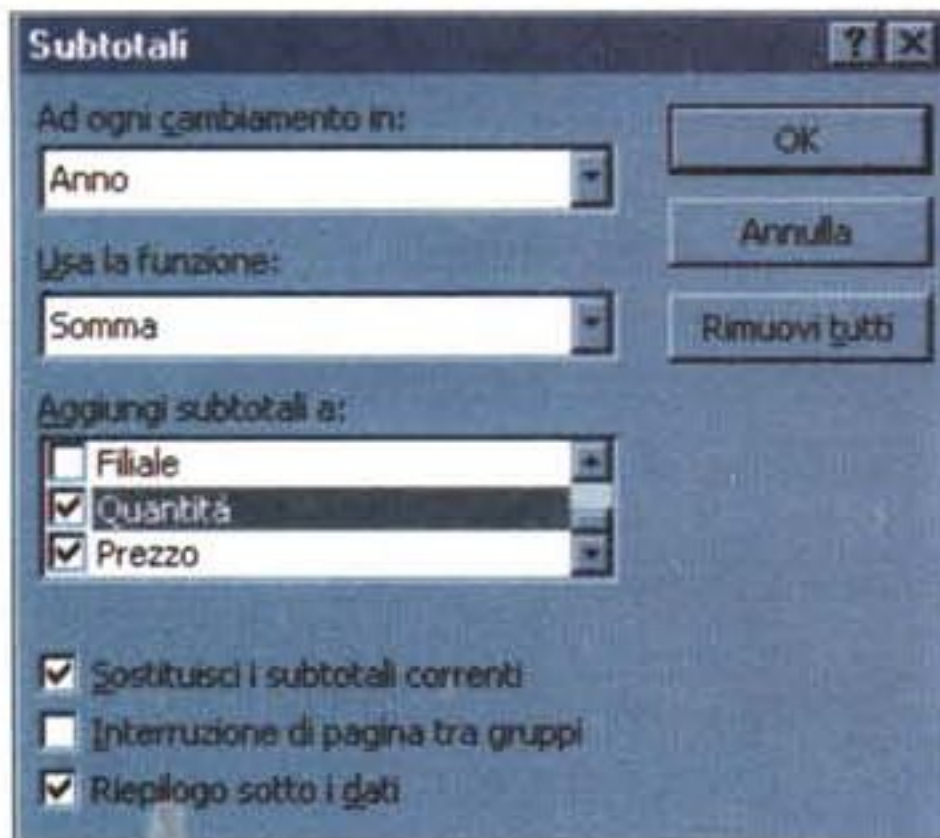 Subtotali
Ad ogni cambiamento in:
Anno
Usa la funzione:
Somma
Aggiungi subtotali a:
Filiale
Quantità
Prezzo
Sostituisci i subtotali correnti
Interruzione di pagina tra gruppi
Riepilogo sotto i dati
OK
Annulla
Rimuovi tutti